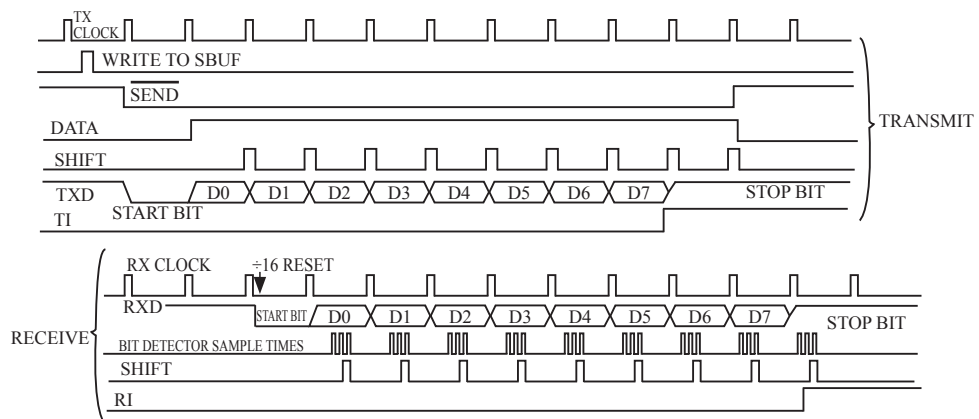 TX
CLOCK
WRITE TO SBUF
SEND
DATA
TRANSMIT
SHIFT
TXD
D0 D1 D2 D3 D4 D5 D6 D7
STOP BIT
START BIT
TI
RX CLOCK
÷16 RESET
RXD
START BIT
D0 D1 D2 D3 D4 D5 D6 D7
STOP BIT
RECEIVE
BIT DETECTOR SAMPLE TIMES
SHIFT
RI